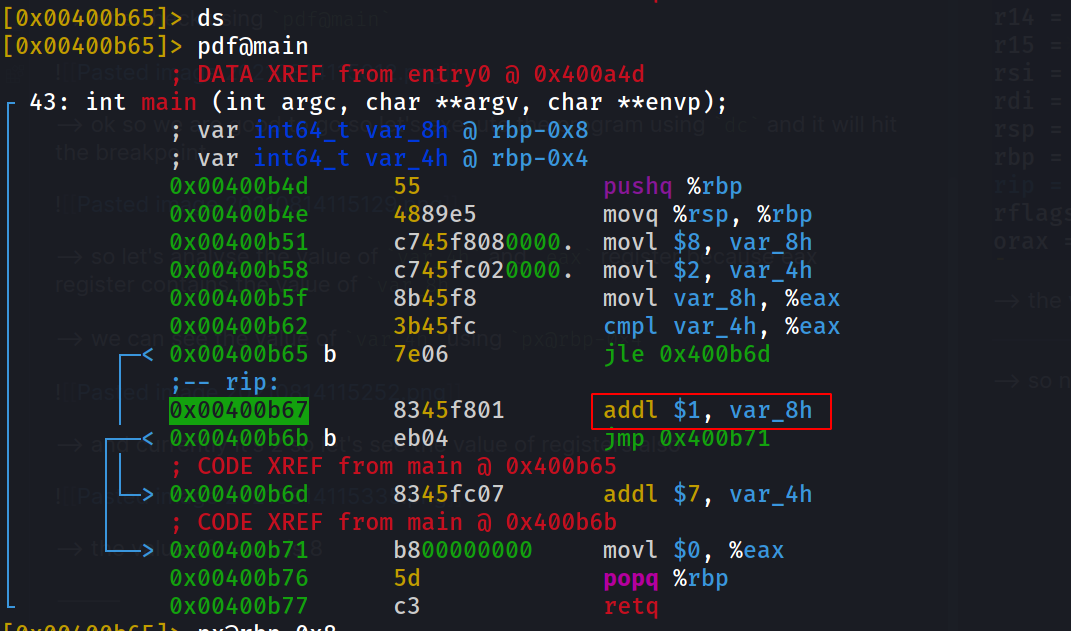 [0x00400b65]> ds
[0x00400b65]> pdf@main
; DATA XREF from entry0 @ 0x400a4d
43: int main (int argc, char **argv, char **envp);
; var int64_t var_8h @ rbp-0x8
; var int64_t var_4h @ rbp-0x4
0x00400b4d 55 pushq %rbp
0x00400b4e 4889e5 movq %rsp, %rbp
0x00400b51 c745f8080000. movl $8, var_8h
0x00400b58 c745fc020000. movl $2, var_4h
0x00400b5f 8b45f8 movl var_8h, %eax
0x00400b62 3b45fc cmpl var_4h, %eax
< 0x00400b65 b 7e06 jle 0x400b6d
;-- rip:
0x00400b67 8345f801 addl $1, var_8h
< 0x00400b6b b eb04 jmp 0x400b71
; CODE XREF from main @ 0x400b65
> 0x00400b6d 8345fc07 addl $7, var_4h
; CODE XREF from main @ 0x400b6b
> 0x00400b71 b800000000 movl $0, %eax
0x00400b76 5d popq %rbp
0x00400b77 c3 retq
[0x00400b65]> px@rbp-0x8
r14 =
r15 =
rsi =
rdi =
rsp =
rbp =
rip =
rflags
orax =